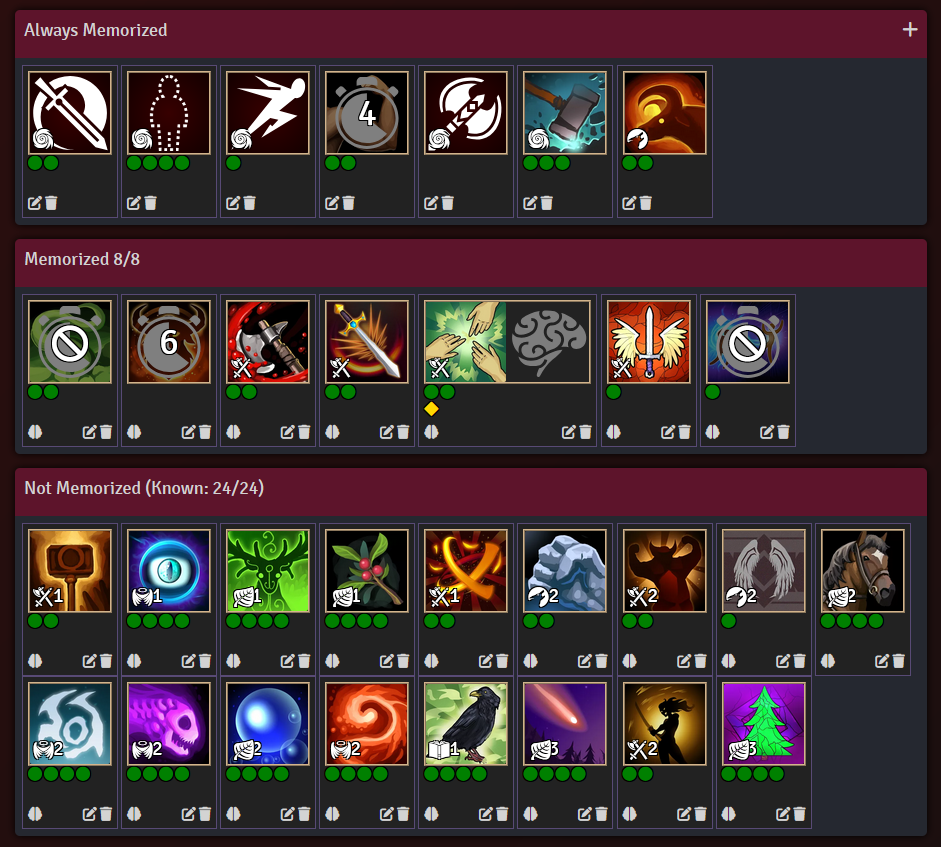 Always Memorized
4
Memorized 8/8
6
Not Memorized (Known: 24/24)
1 1 1 1 1 2 2 2 2
2 2 2 2 1 3 2 3